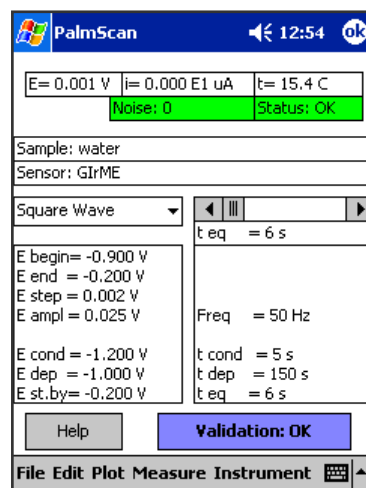 PalmScan 12:54 ok
E= 0.001 V i= 0.000 E1 uA t= 15.4 C
Noise: 0 Status: OK
Sample: water
Sensor: GIrME
Square Wave
t eq = 6 s
E begin= -0.900 V
E end = -0.200 V
E step = 0.002 V
E ampl = 0.025 V Freq = 50 Hz
E cond = -1.200 V t cond = 5 s
E dep = -1.000 V t dep = 150 s
E st.by= -0.200 V t eq = 6 s
Help Validation: OK
File Edit Plot Measure Instrument